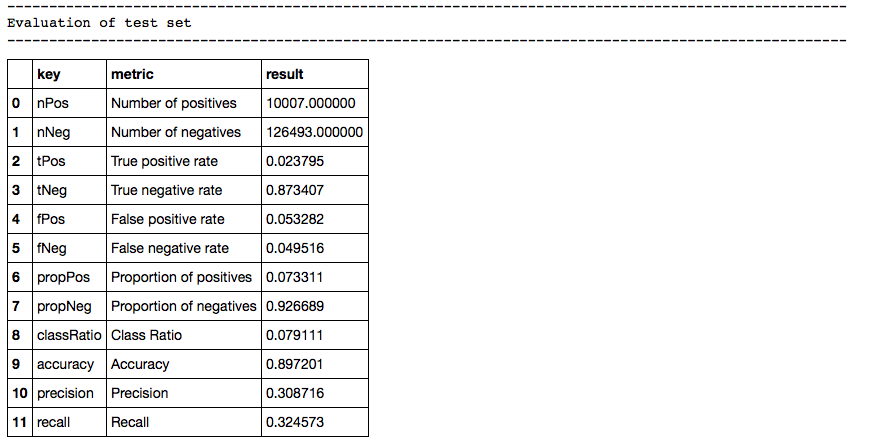 Evaluation of test set
key metric result
0 nPos Number of positives 10007.000000
1 nNeg Number of negatives 126493.000000
2 tPos True positive rate 0.023795
3 tNeg True negative rate 0.873407
4 fPos False positive rate 0.053282
5 fNeg False negative rate 0.049516
6 propPos Proportion of positives 0.073311
7 propNeg Proportion of negatives 0.926689
8 classRatio Class Ratio 0.079111
9 accuracy Accuracy 0.897201
10 precision Precision 0.308716
11 recall Recall 0.324573